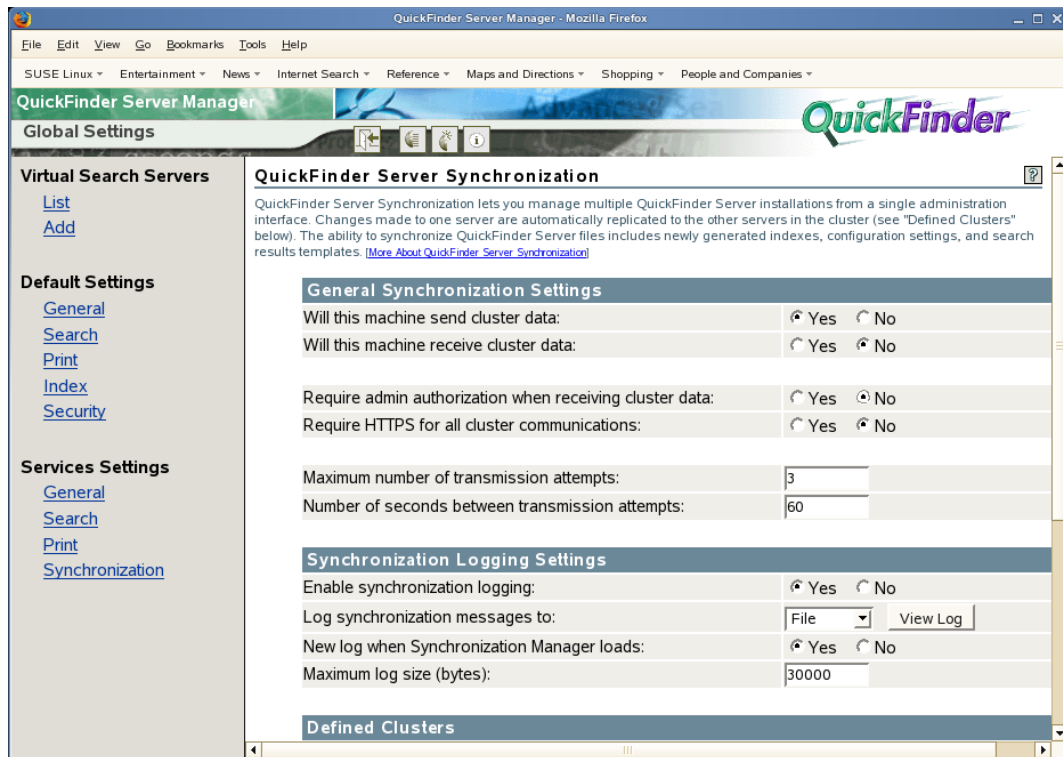 QuickFinder Server Manager - Mozilla Firefox
File Edit View Go Bookmarks Tools Help
SUSE Linux Entertainment News Internet Search Reference Maps and Directions Shopping People and Companies
QuickFinder Server Manager
QuickFinder
Global Settings
Virtual Search Servers
List
Add
Default Settings
General
Search
Print
Index
Security
Services Settings
General
Search
Print
Synchronization
QuickFinder Server Synchronization
QuickFinder Server Synchronization lets you manage multiple QuickFinder Server installations from a single administration
interface. Changes made to one server are automatically replicated to the other servers in the cluster (see "Defined Clusters"
below). The ability to synchronize QuickFinder Server files includes newly generated indexes, configuration settings, and search
results templates. [More About QuickFinder Server Synchronization]
General Synchronization Settings
Will this machine send cluster data: Yes No
Will this machine receive cluster data: Yes No
Require admin authorization when receiving cluster data: Yes No
Require HTTPS for all cluster communications: Yes No
Maximum number of transmission attempts: 3
Number of seconds between transmission attempts: 60
Synchronization Logging Settings
Enable synchronization logging: Yes No
Log synchronization messages to: File View Log
New log when Synchronization Manager loads: Yes No
Maximum log size (bytes): 30000
Defined Clusters